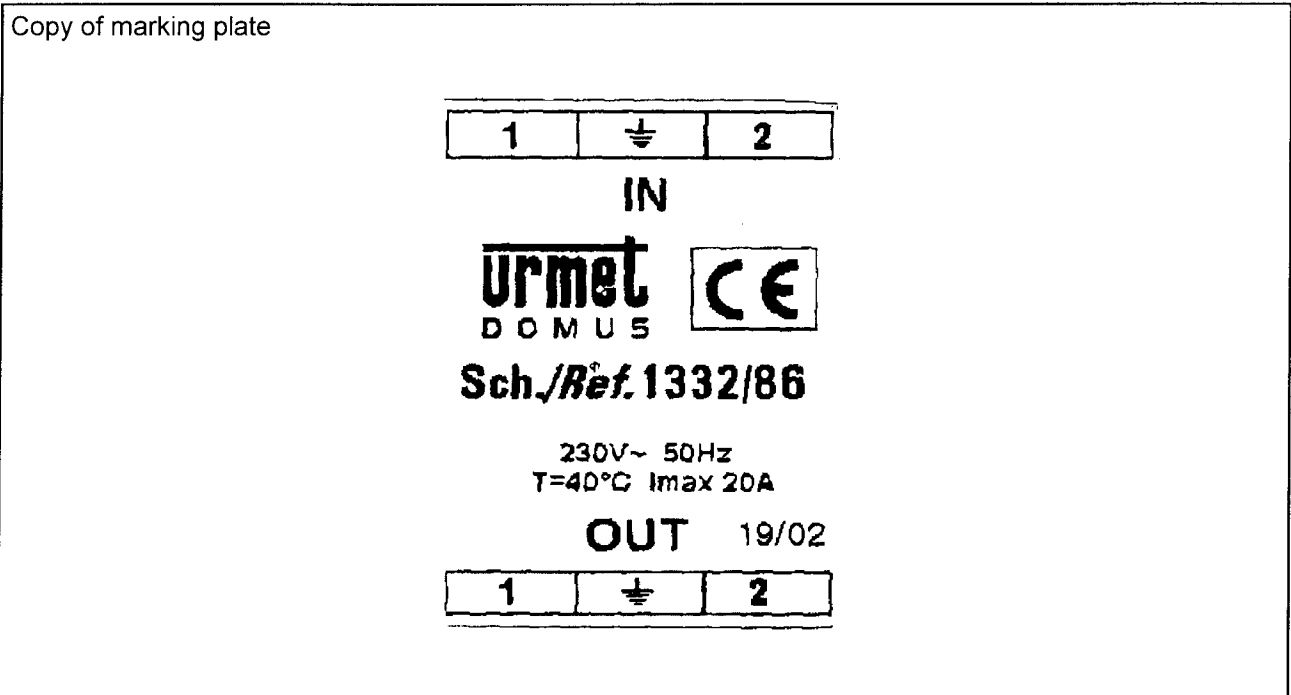 Copy of marking plate
1 ⏚ 2
IN
urmet CE
DOMUS
Sch./Ref. 1332/86
230V~ 50Hz
T=40°C Imax 20A
OUT 19/02
1 ⏚ 2